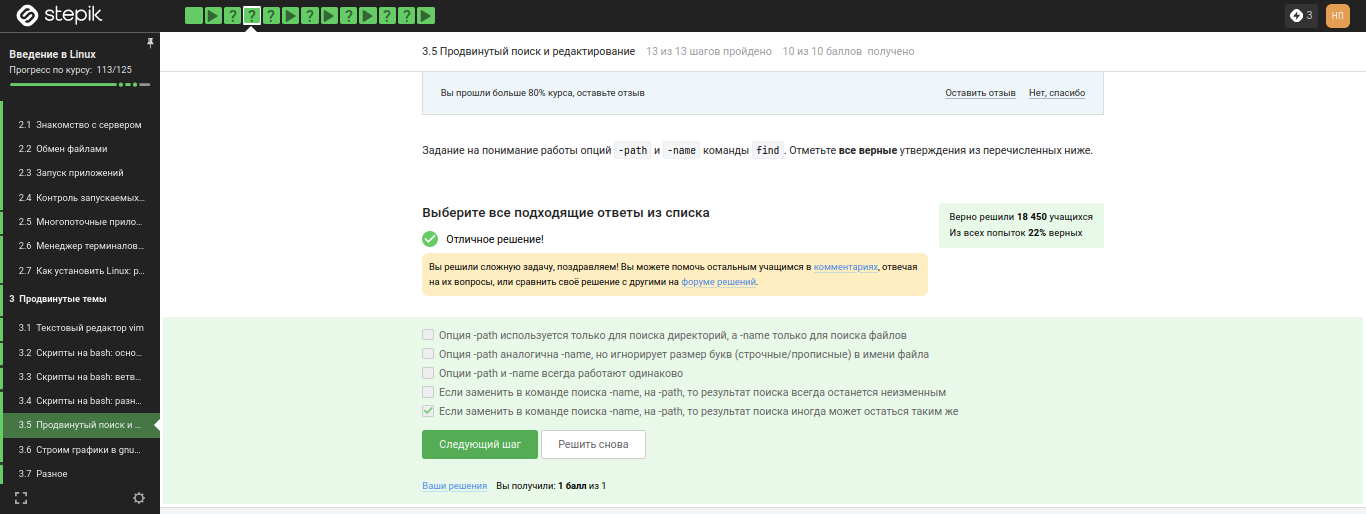 stepik
? ? ? ? ? ? ? ?
3
НП
Введение в Linux
Прогресс по курсу: 113/125
2.1 Знакомство с сервером
2.2 Обмен файлами
2.3 Запуск приложений
2.4 Контроль запускаемых...
2.5 Многопоточные прило...
2.6 Менеджер терминалов...
2.7 Как установить Linux: р...
3 Продвинутые темы
3.1 Текстовый редактор vim
3.2 Скрипты на bash: осно...
3.3 Скрипты на bash: ветв...
3.4 Скрипты на bash: разн...
3.5 Продвинутый поиск и ...
3.6 Строим графики в gnu...
3.7 Разное
3.5 Продвинутый поиск и редактирование 13 из 13 шагов пройдено 10 из 10 баллов получено
Вы прошли больше 80% курса, оставьте отзыв Оставить отзыв Нет, спасибо
Задание на понимание работы опций -path и -name команды find . Отметьте все верные утверждения из перечисленных ниже.
Выберите все подходящие ответы из списка
Верно решили 18 450 учащихся
Из всех попыток 22% верных
Отличное решение!
Вы решили сложную задачу, поздравляем! Вы можете помочь остальным учащимся в комментариях, отвечая
на их вопросы, или сравнить своё решение с другими на форуме решений.
Опция -path используется только для поиска директорий, а -name только для поиска файлов
Опция -path аналогична -name, но игнорирует размер букв (строчные/прописные) в имени файла
Опции -path и -name всегда работают одинаково
Если заменить в команде поиска -name, на -path, то результат поиска всегда останется неизменным
Если заменить в команде поиска -name, на -path, то результат поиска иногда может остаться таким же
Следующий шаг Решить снова
Ваши решения Вы получили: 1 балл из 1